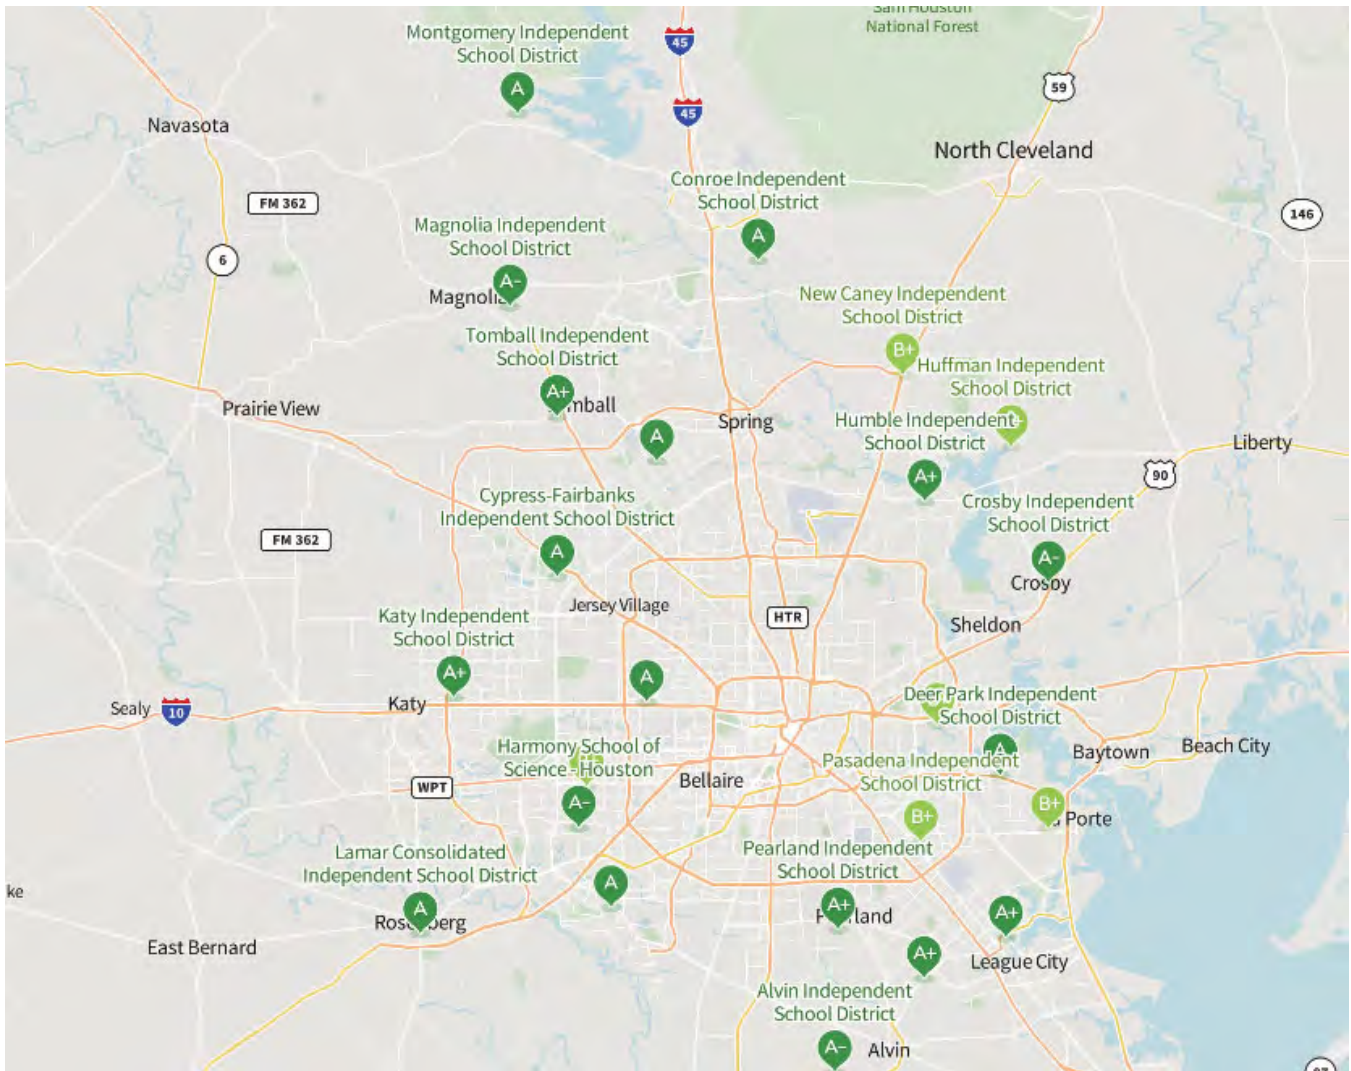 Sam Houston
National Forest
Montgomery Independent
School District
45
A
59
45
Navasota
North Cleveland
Conroe Independent
School District
FM 362
146
Magnolia Independent
School District
A
6
A-
Magnolia
New Caney Independent
School District
Tomball Independent
School District
B+
Huffman Independent
School District
A+
mball
Prairie View
Spring
Humble Independent
School District
A
Liberty
A+
90
Cypress-Fairbanks
Independent School District
Crosby Independent
School District
FM 362
A
A-
Crosby
Jersey Village
HTR
Katy Independent
School District
Sheldon
A+
A
Katy
Sealy
10
Deer Park Independent
School District
A
Harmony School of
Science - Houston
Baytown
Beach City
Pasadena Independent
School District
Bellaire
WPT
A-
B+
B+
Porte
Lamar Consolidated
Independent School District
Pearland Independent
School District
ke
A
A
A+
A+
Rosenberg
Pearland
East Bernard
A+
League City
Alvin Independent
School District
A-
Alvin